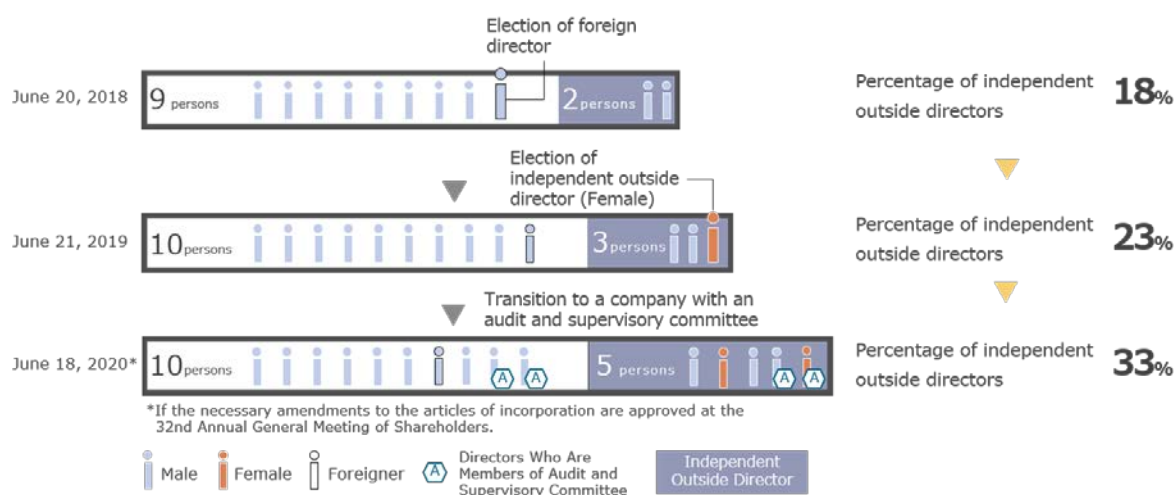 Election of foreign
director
June 20, 2018
9 persons
2 persons
Percentage of independent
outside directors
18%
Election of
independent outside
director (Female)
June 21, 2019
10 persons
3 persons
Percentage of independent
outside directors
23%
Transition to a company with an
audit and supervisory committee
June 18, 2020*
10 persons
A
A
5 persons
A
A
Percentage of independent
outside directors
33%
*If the necessary amendments to the articles of incorporation are approved at the
32nd Annual General Meeting of Shareholders.
Male
Female
Foreigner
A
Directors Who Are
Members of Audit and
Supervisory Committee
Independent
Outside Director